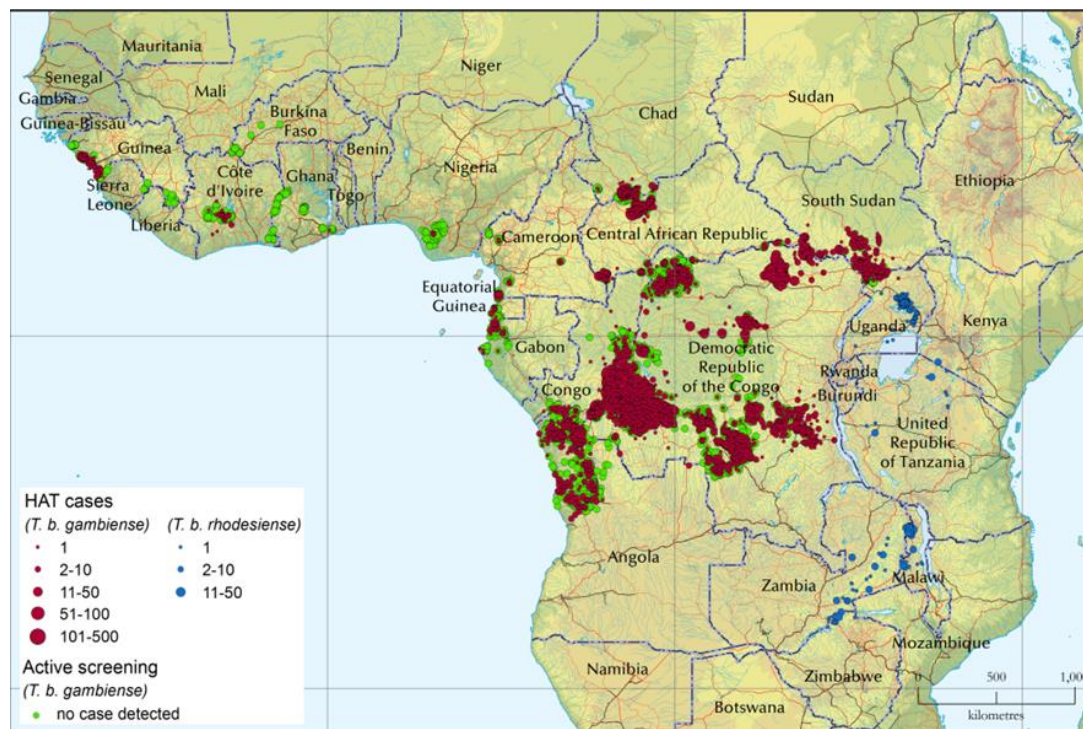 Mauritania
Senegal
Mali
Niger
Gambia
Chad
Sudan
Guinea-Bissau
Burkina
Faso
Guinea
Benin
Nigeria
Ethiopia
Sierra
Leone
Côte
d'Ivoire
Ghana
Togo
South Sudan
Liberia
Cameroon
Central African Republic
Equatorial
Guinea
Gabon
Democratic
Republic
of the Congo
Uganda
Kenya
Congo
Rwanda
Burundi
United
Republic
of Tanzania
HAT cases
(T. b. gambiense) (T. b. rhodesiense)
1 1
2-10 2-10
11-50 11-50
51-100
101-500
Active screening
(T. b. gambiense)
no case detected
Angola
Zambia
Malawi
Mozambique
Namibia
Zimbabwe
Botswana
0 500 1,00
kilometres